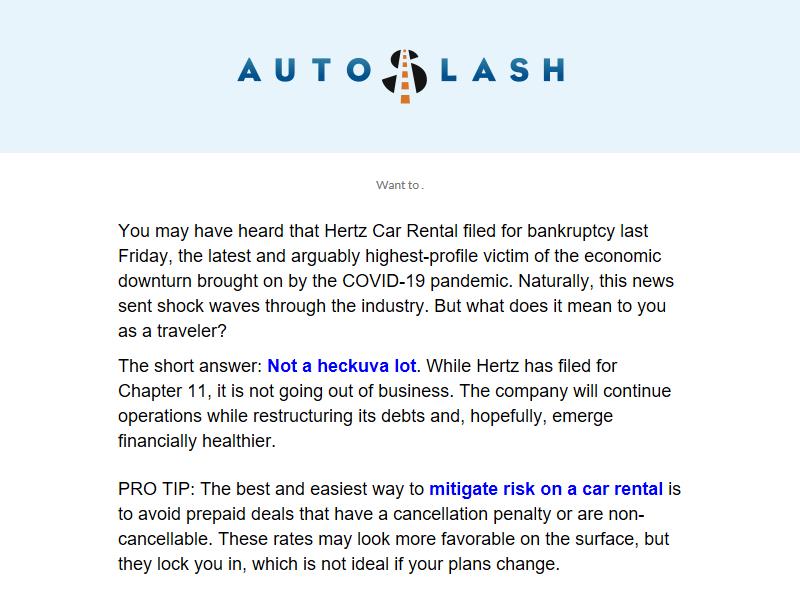 AUTOSLASH
Want to .
You may have heard that Hertz Car Rental filed for bankruptcy last
Friday, the latest and arguably highest-profile victim of the economic
downturn brought on by the COVID-19 pandemic. Naturally, this news
sent shock waves through the industry. But what does it mean to you
as a traveler?
The short answer: Not a heckuva lot. While Hertz has filed for
Chapter 11, it is not going out of business. The company will continue
operations while restructuring its debts and, hopefully, emerge
financially healthier.
PRO TIP: The best and easiest way to mitigate risk on a car rental is
to avoid prepaid deals that have a cancellation penalty or are non-
cancellable. These rates may look more favorable on the surface, but
they lock you in, which is not ideal if your plans change.